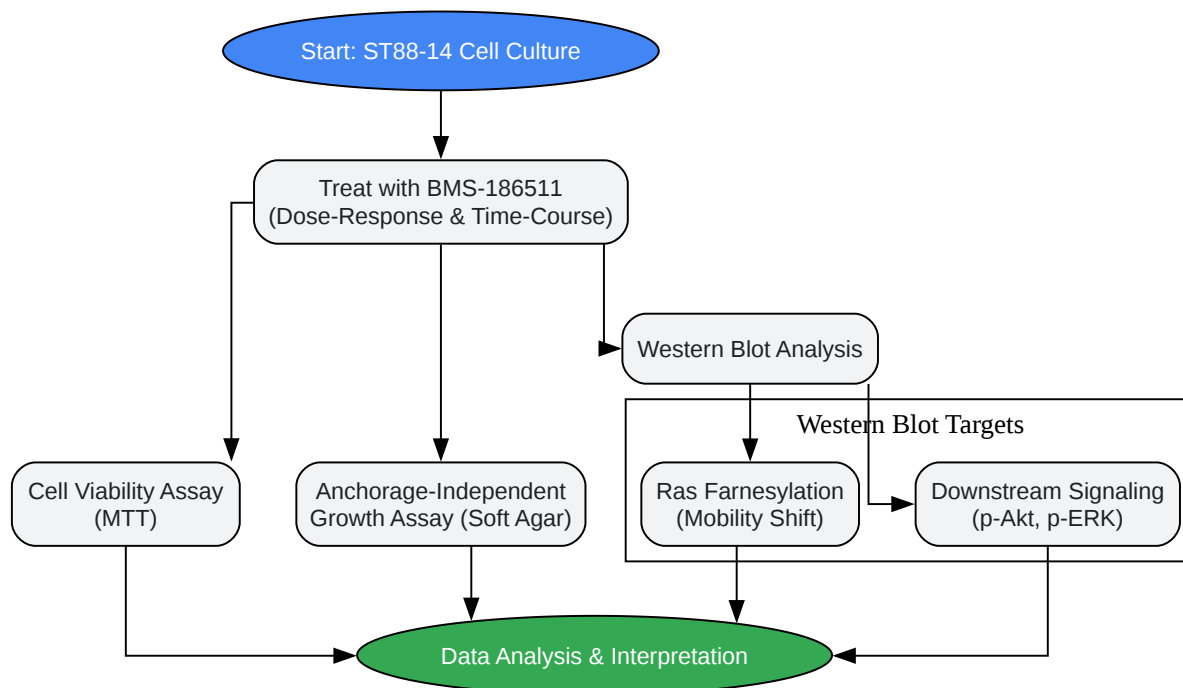 Start: ST88-14 Cell Culture
Treat with BMS-186511
(Dose-Response & Time-Course)
Western Blot Analysis
Western Blot Targets
Cell Viability Assay
(MTT)
Anchorage-Independent
Growth Assay (Soft Agar)
Ras Farnesylation
(Mobility Shift)
Downstream Signaling
(p-Akt, p-ERK)
Data Analysis & Interpretation